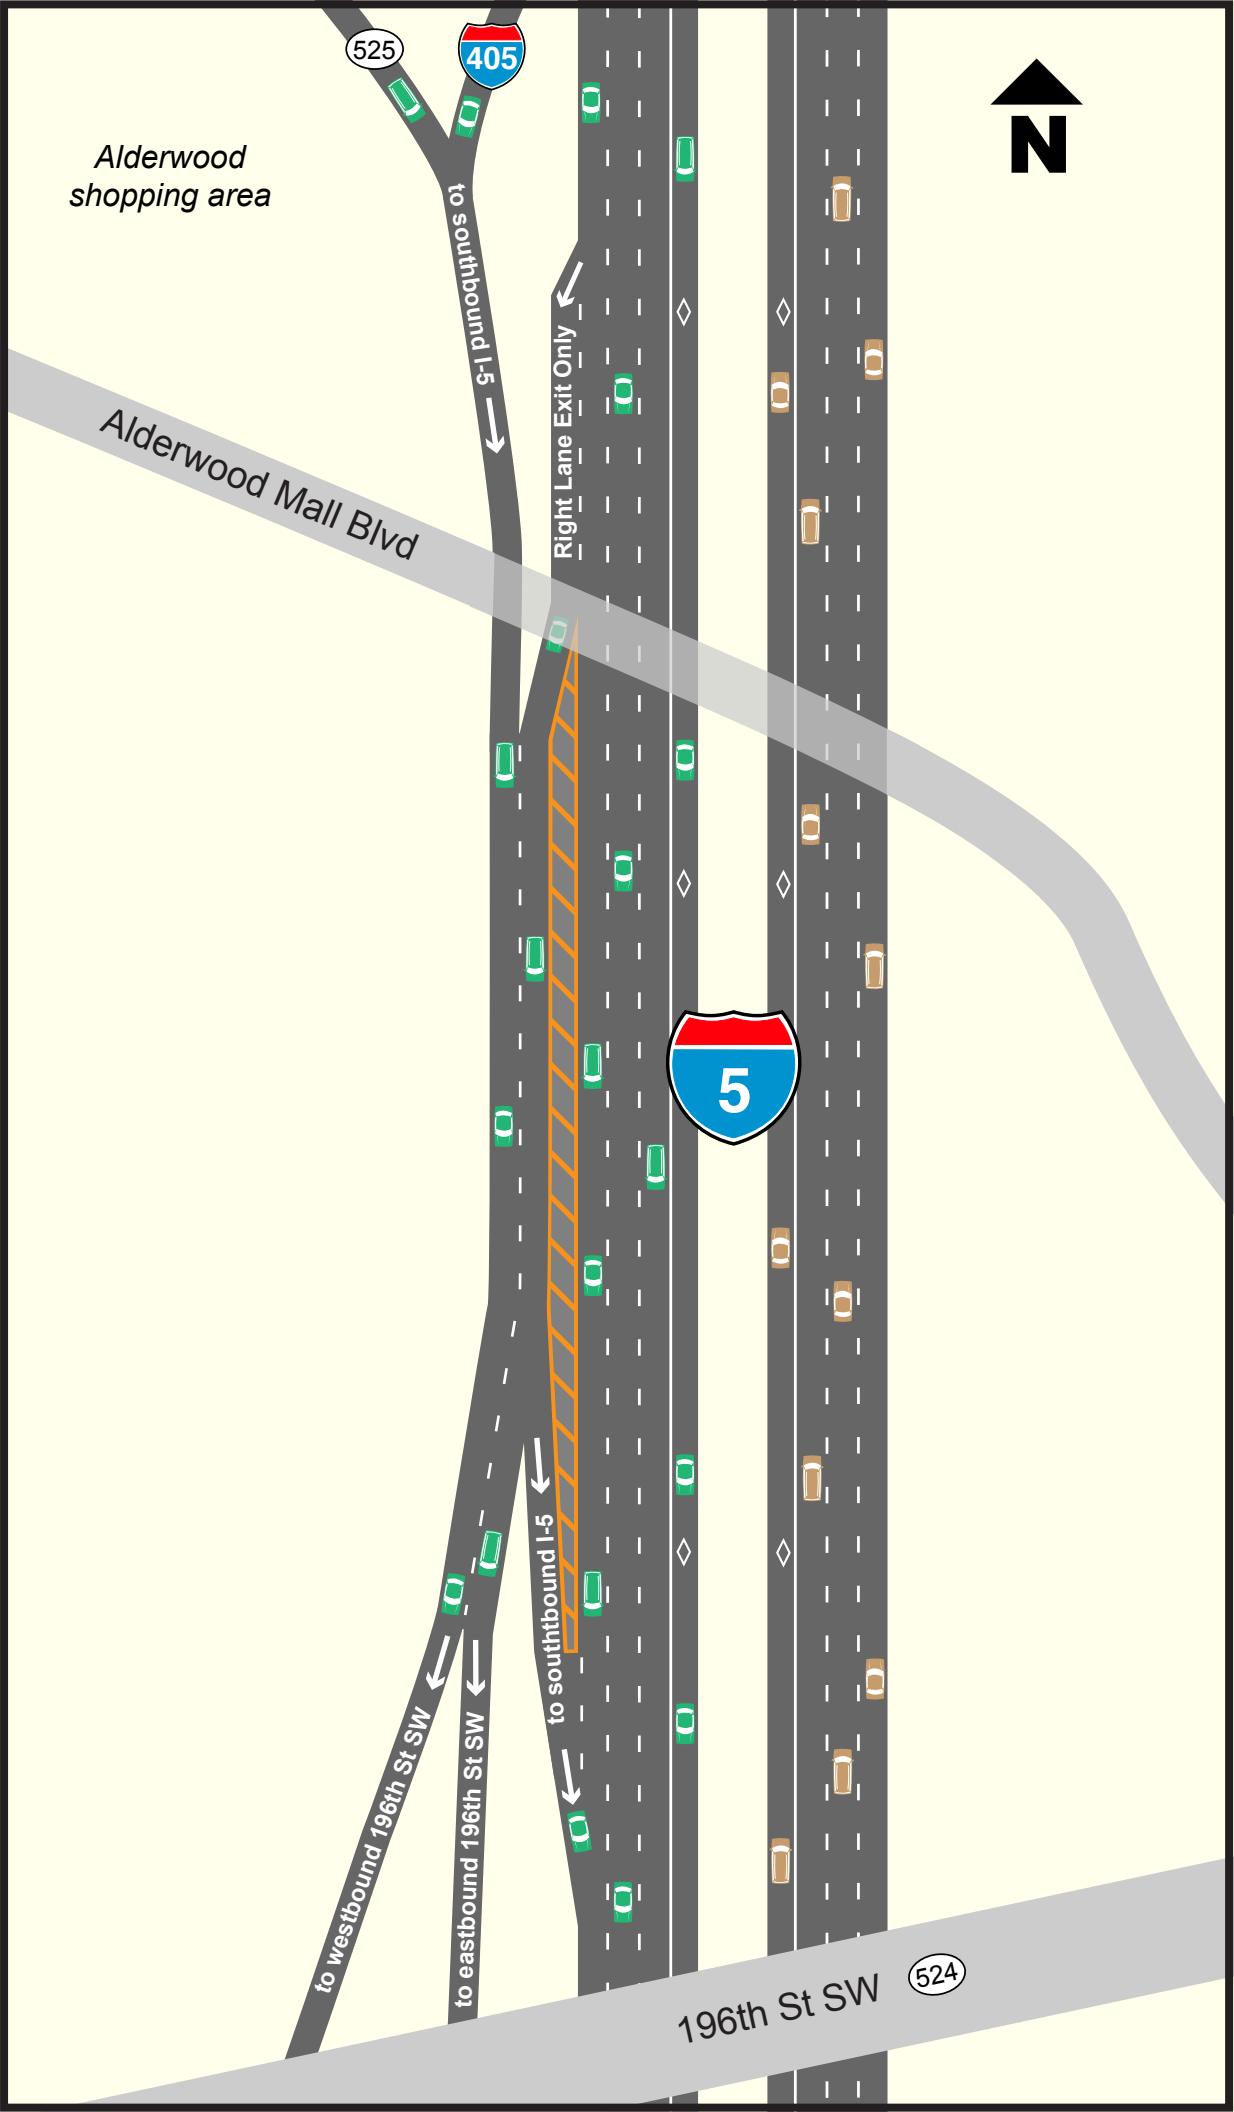 525
405
N
Alderwood
shopping area
to southbound I-5
Right Lane Exit Only
Alderwood Mall Blvd
5
to southtbound I-5
to westbound 196th St SW
to eastbound 196th St SW
196th St SW
524